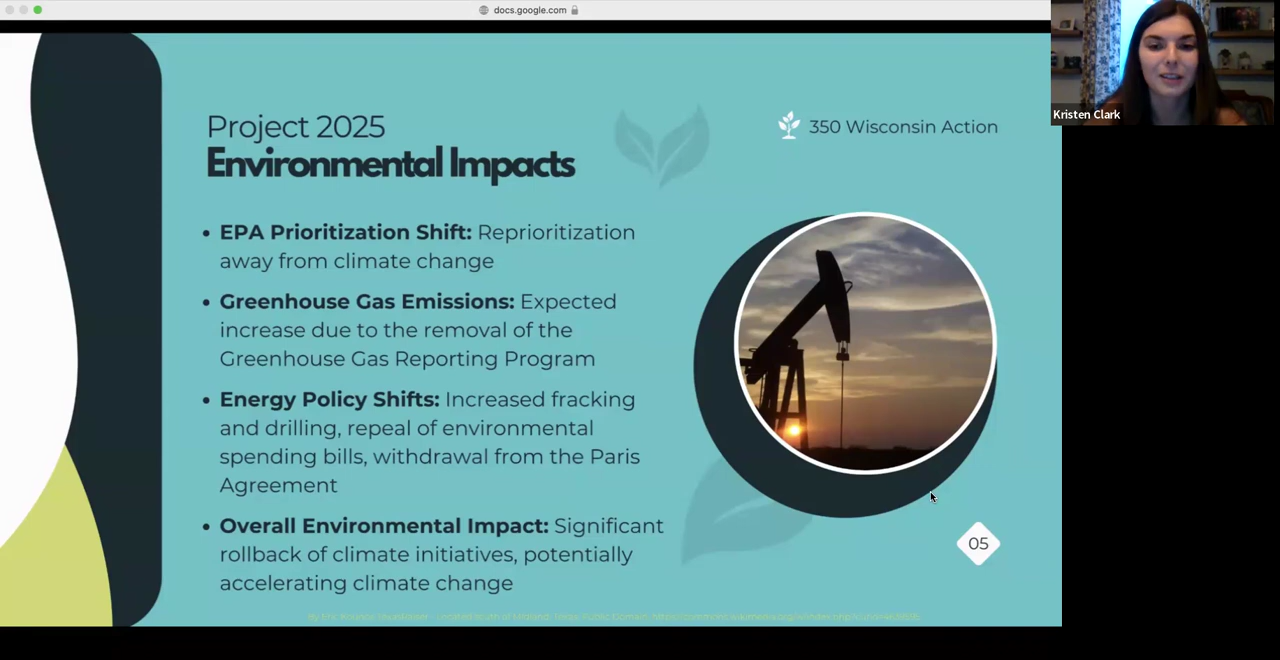 docs.google.com
Kristen Clark
Project 2025
Environmental Impacts
350 Wisconsin Action
• EPA Prioritization Shift: Reprioritization
away from climate change
• Greenhouse Gas Emissions: Expected
increase due to the removal of the
Greenhouse Gas Reporting Program
• Energy Policy Shifts: Increased fracking
and drilling, repeal of environmental
spending bills, withdrawal from the Paris
Agreement
• Overall Environmental Impact: Significant
rollback of climate initiatives, potentially
accelerating climate change
05